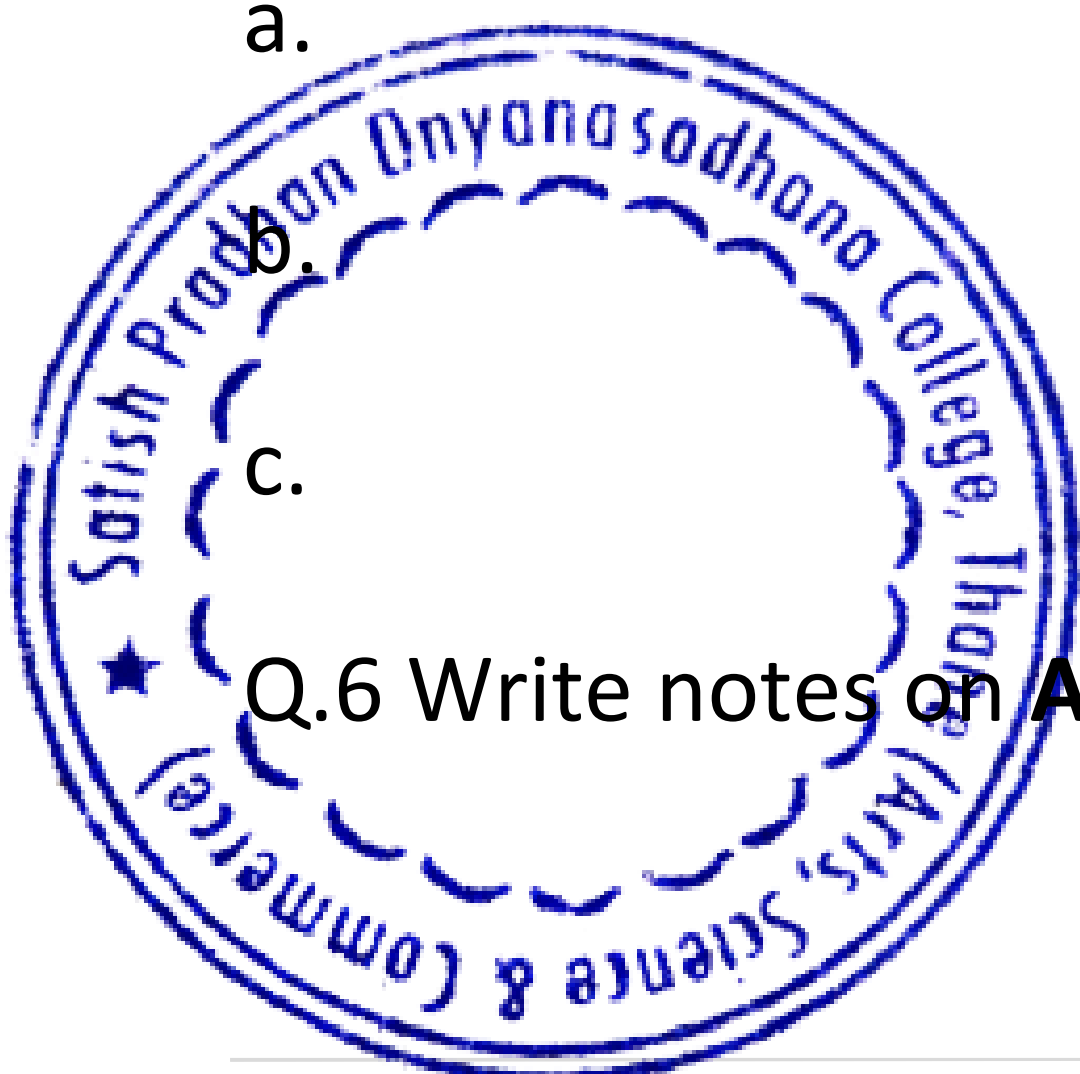 a.
b.
c.
Q.6 Write notes on A
Satish Pradhan Dnyanasadhana College, Thane (Arts, Science & Commerce)